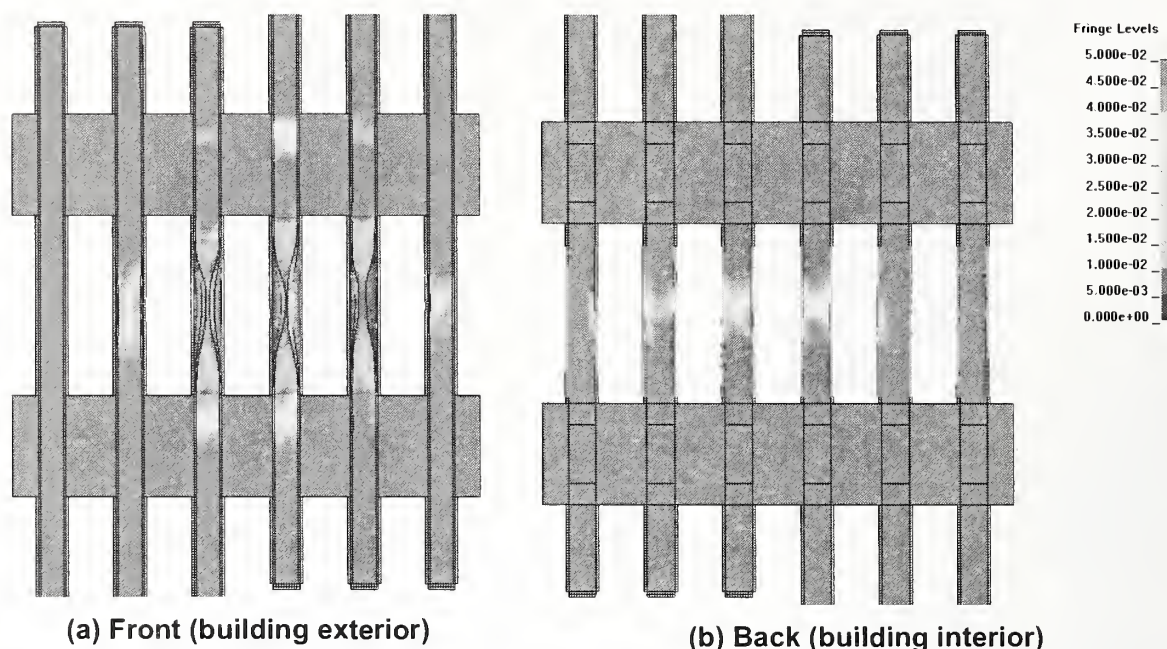 Fringe Levels
5.000e-02
4.500e-02
4.000e-02
3.500e-02
3.000e-02
2.500e-02
2.000e-02
1.500e-02
1.000e-02
5.000e-03
0.000e+00
(a) Front (building exterior)
(b) Back (building interior)